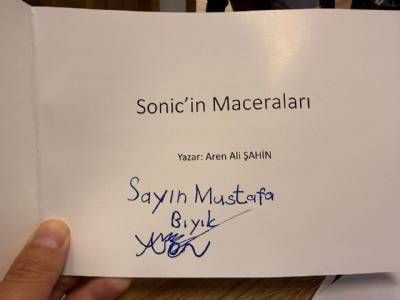 Sonic’in Maceraları
Yazar: Aren Ali ŞAHİN
Sayın Mustafa
Bıyık